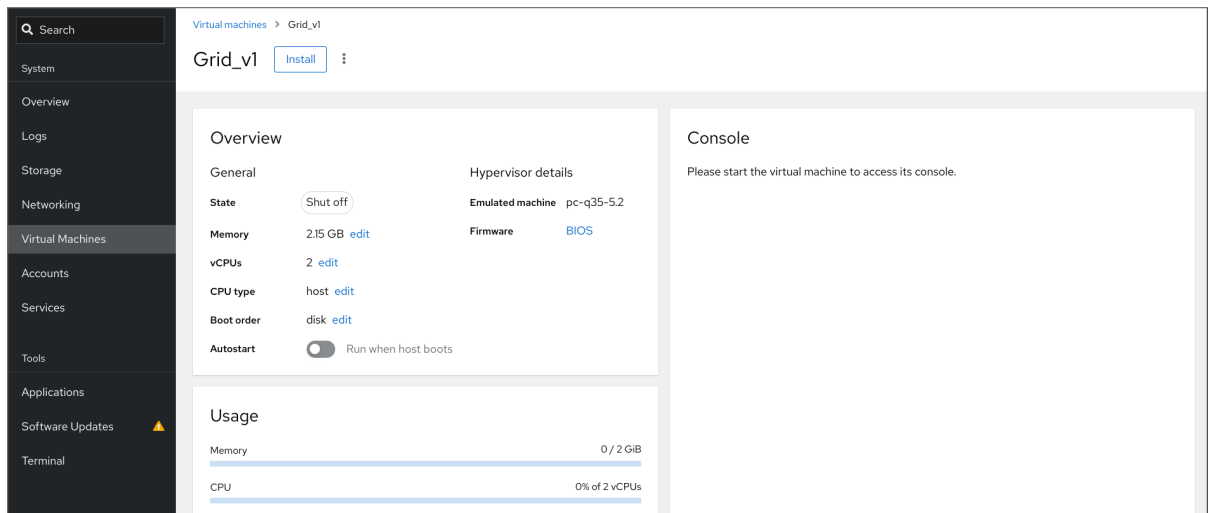 Search
System
Overview
Logs
Storage
Networking
Virtual Machines
Accounts
Services
Tools
Applications
Software Updates
Terminal
Virtual machines > Grid_v1
Grid_v1 Install
Overview
General
State Shut off
Memory 2.15 GB edit
vCPUs 2 edit
CPU type host edit
Boot order disk edit
Autostart Run when host boots
Hypervisor details
Emulated machine pc-q35-5.2
Firmware BIOS
Usage
Memory 0 / 2 GiB
CPU 0% of 2 vCPUs
Console
Please start the virtual machine to access its console.